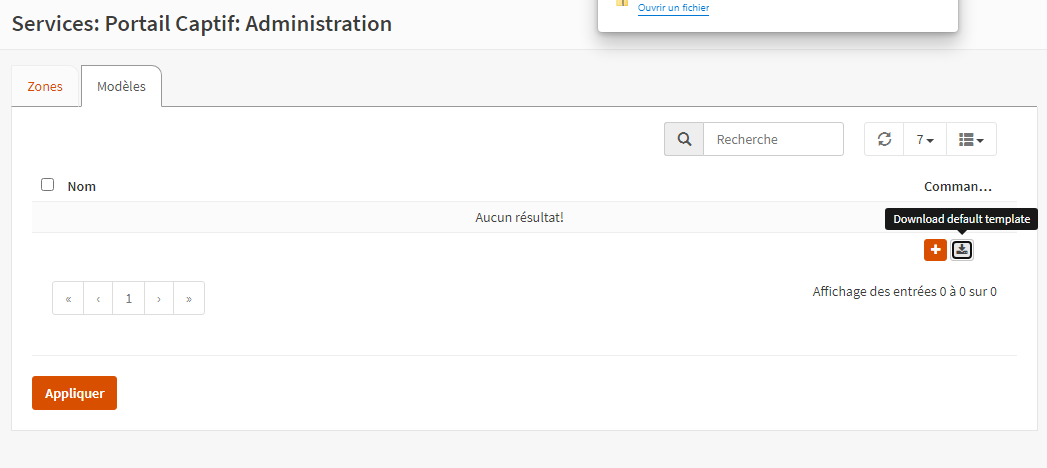 Services: Portail Captif: Administration
Ouvrir un fichier
Zones
Modèles
Recherche
7
Nom
Comman…
Aucun résultat!
Download default template
«
‹
1
›
»
Affichage des entrées 0 à 0 sur 0
Appliquer